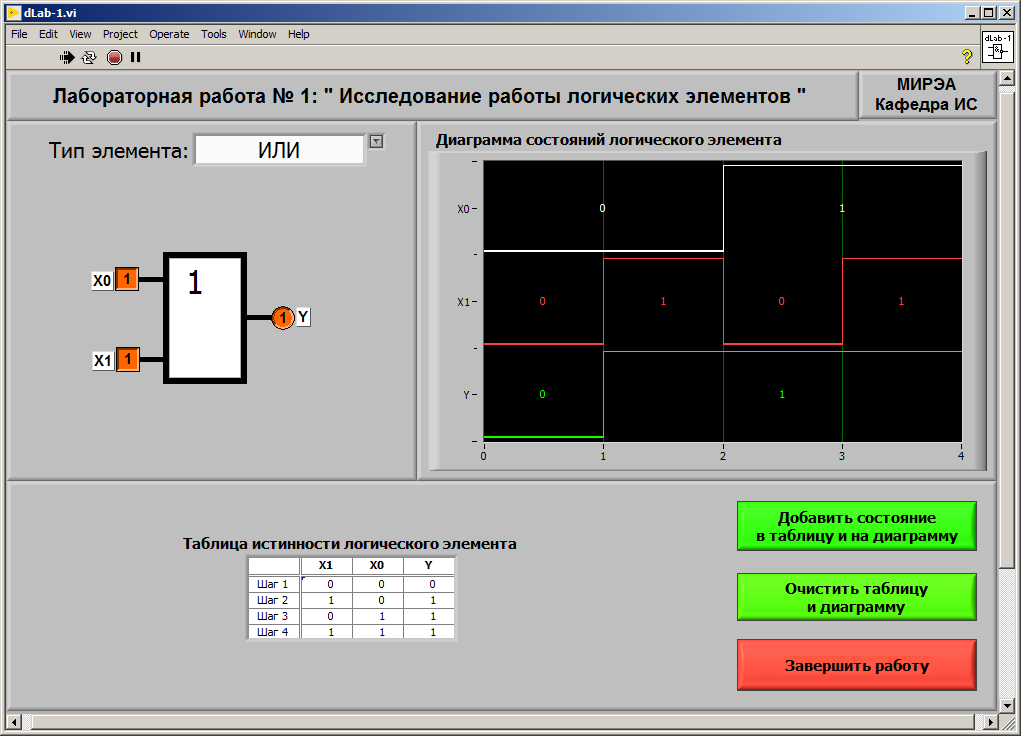 dLab-1.vi
File Edit View Project Operate Tools Window Help
?
dLab-1
&
Лабораторная работа № 1: " Исследование работы логических элементов "
МИРЭА
Кафедра ИС
Тип элемента: ИЛИ
X0 1
1
1 Y
X1 1
Диаграмма состояний логического элемента
X0
0 1
X1
0 1 0 1
Y
0 1
0 1 2 3 4
Таблица истинности логического элемента
X1 X0 Y
Шаг 1 0 0 0
Шаг 2 1 0 1
Шаг 3 0 1 1
Шаг 4 1 1 1
Добавить состояние
в таблицу и на диаграмму
Очистить таблицу
и диаграмму
Завершить работу